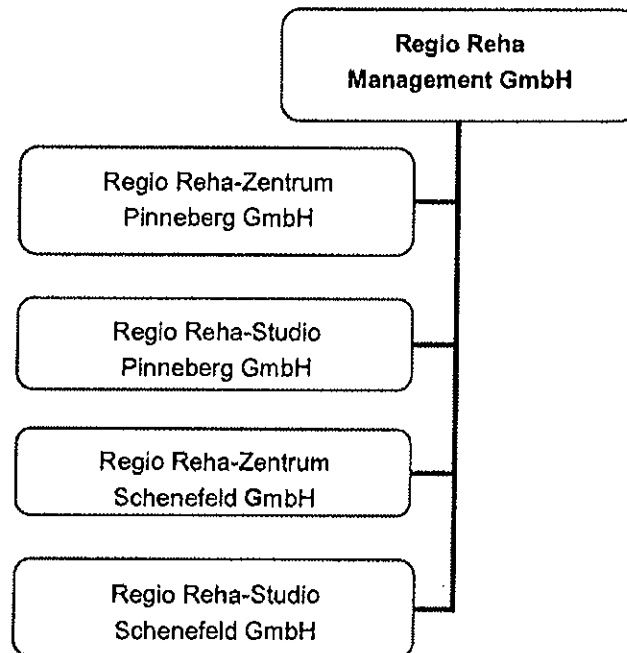 Regio Reha
Management GmbH
Regio Reha-Zentrum
Pinneberg GmbH
Regio Reha-Studio
Pinneberg GmbH
Regio Reha-Zentrum
Schenefeld GmbH
Regio Reha-Studio
Schenefeld GmbH